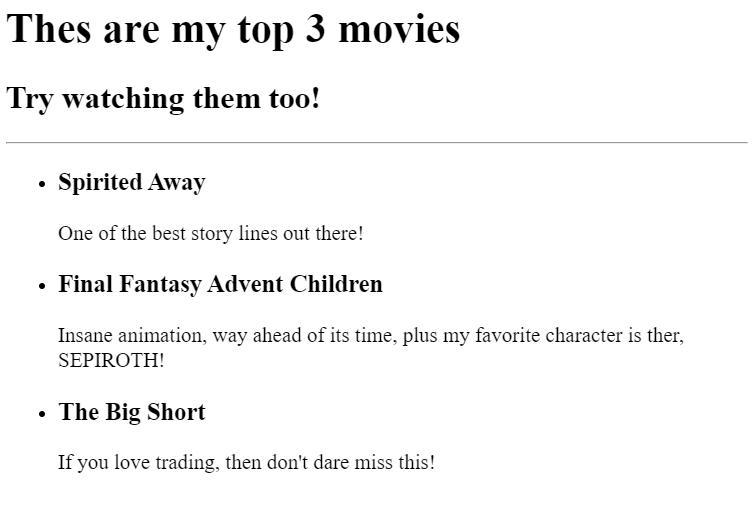 Thes are my top 3 movies
Try watching them too!
Spirited Away
One of the best story lines out there!
Final Fantasy Advent Children
Insane animation, way ahead of its time, plus my favorite character is ther,
SEPIROTH!
The Big Short
If you love trading, then don't dare miss this!